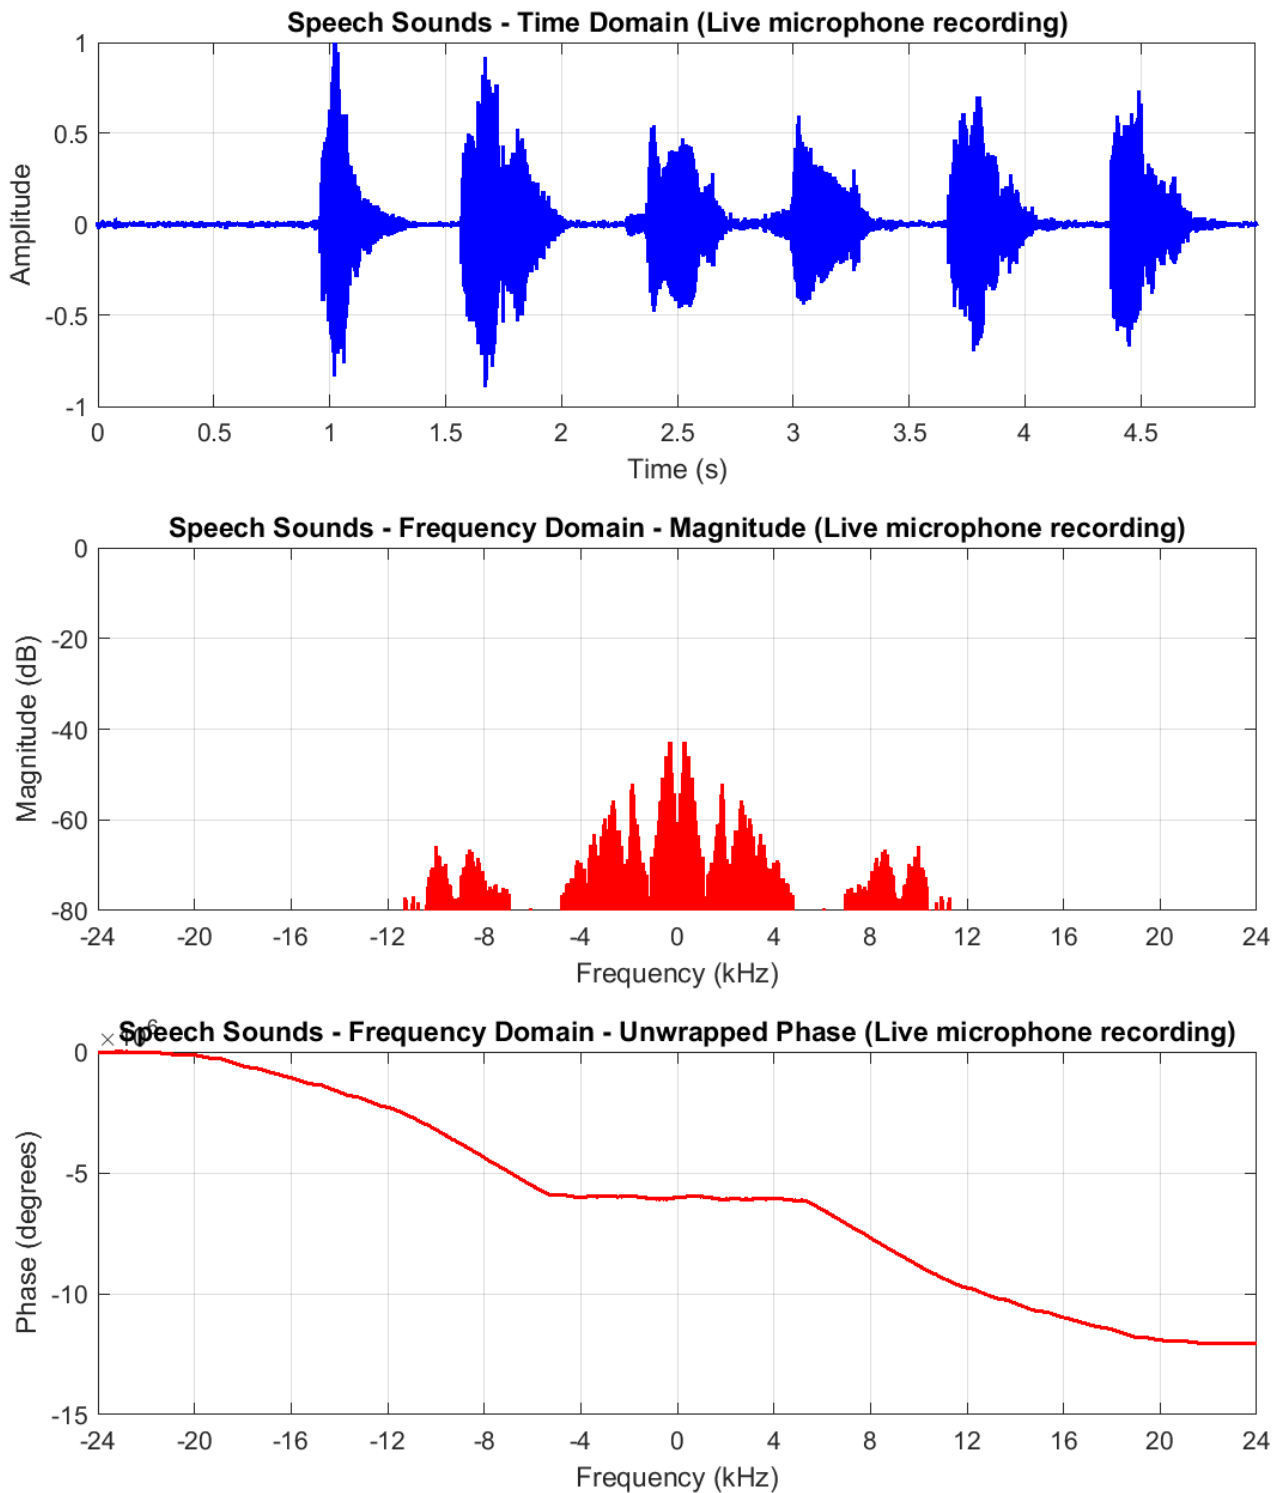 Speech Sounds - Time Domain (Live microphone recording)
1
0.5
0
-0.5
-1
Amplitude
0 0.5 1 1.5 2 2.5 3 3.5 4 4.5
Time (s)
Speech Sounds - Frequency Domain - Magnitude (Live microphone recording)
0
-20
-40
-60
-80
Magnitude (dB)
-24 -20 -16 -12 -8 -4 0 4 8 12 16 20 24
Frequency (kHz)
Speech Sounds - Frequency Domain - Unwrapped Phase (Live microphone recording)
×10^6
0
-5
-10
-15
Phase (degrees)
-24 -20 -16 -12 -8 -4 0 4 8 12 16 20 24
Frequency (kHz)